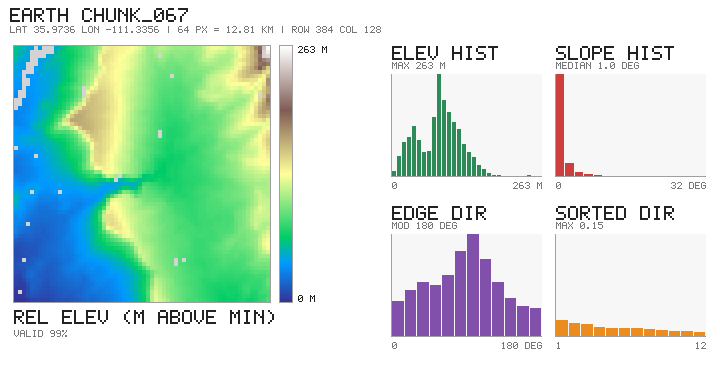 EARTH CHUNK_067
LAT 35.9736 LON -111.3356 | 64 PX = 12.81 KM | ROW 384 COL 128
263 M
0 M
REL ELEV (M ABOVE MIN)
VALID 99%
ELEV HIST
MAX 263 M
0 263 M
SLOPE HIST
MEDIAN 1.0 DEG
0 32 DEG
EDGE DIR
MOD 180 DEG
0 180 DEG
SORTED DIR
MAX 0.15
1 12